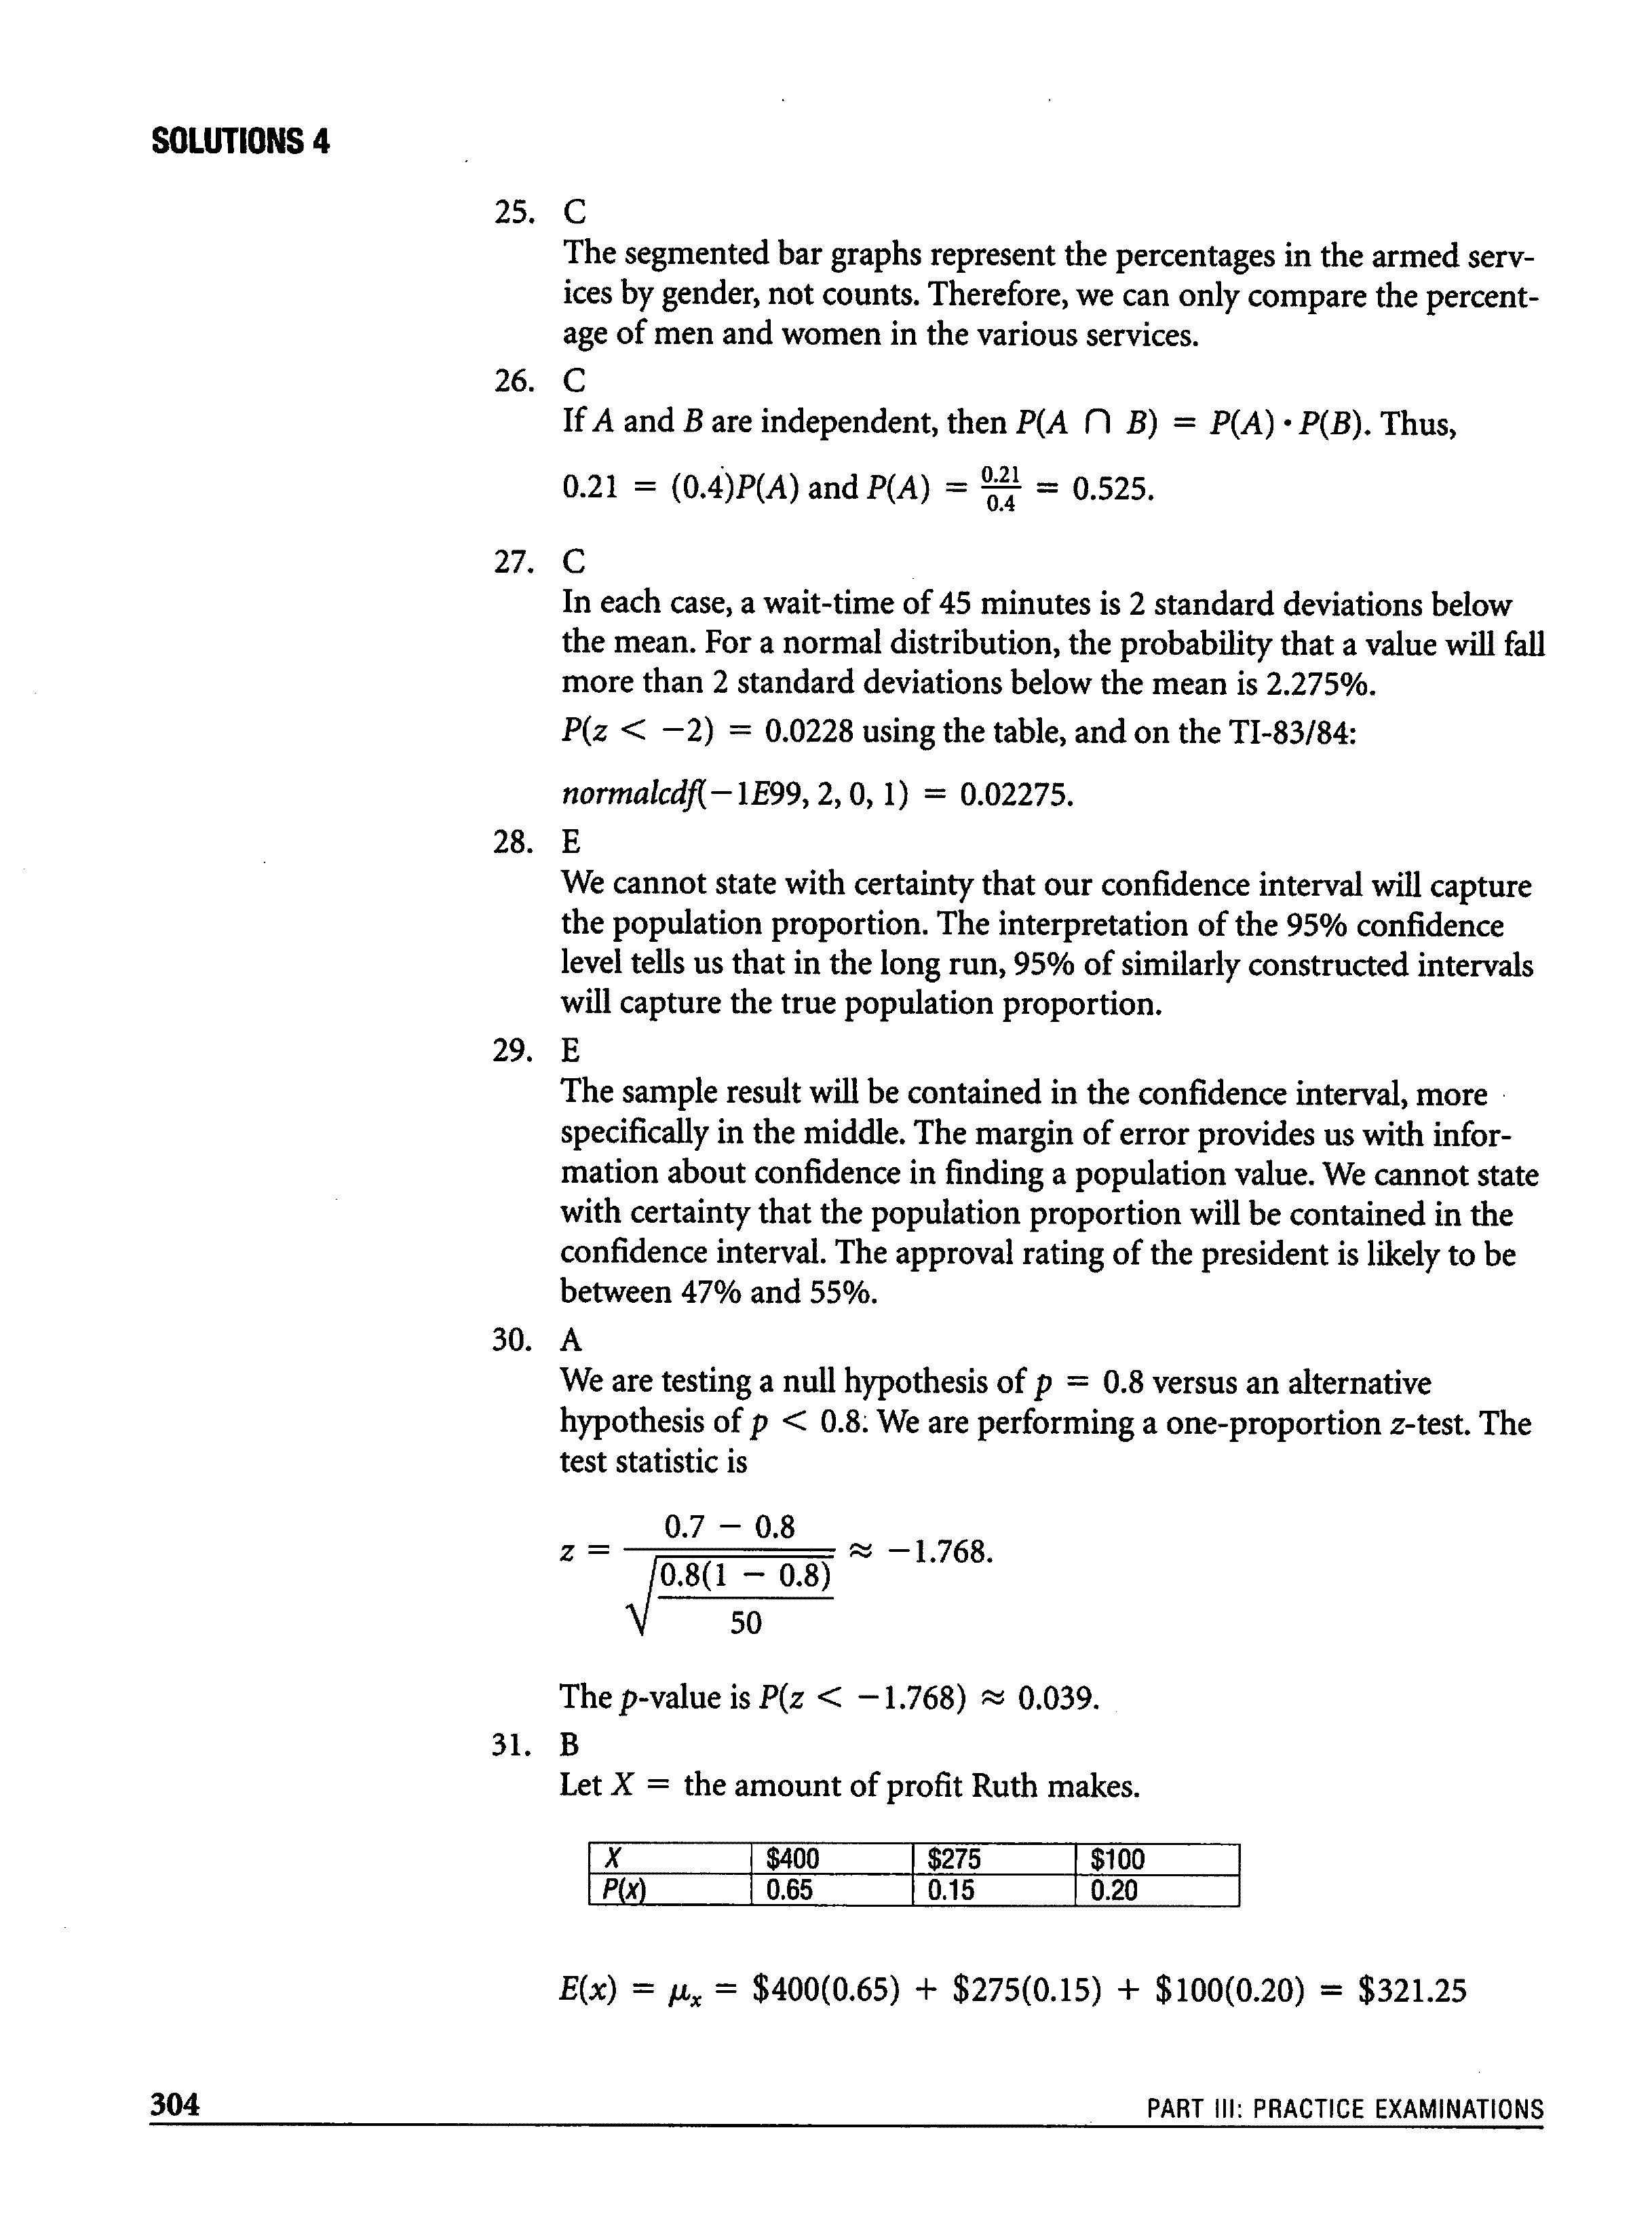 SOLUTIONS 4
25. C
The segmented bar graphs represent the percentages in the armed serv-
ices by gender, not counts. Therefore, we can only compare the percent-
age of men and women in the various services.
26. C
If A and B are independent, then P(A ∩ B) = P(A) • P(B). Thus,
0.21 = (0.4)P(A) and P(A) = 0.21/0.4 = 0.525.
27. C
In each case, a wait-time of 45 minutes is 2 standard deviations below
the mean. For a normal distribution, the probability that a value will fall
more than 2 standard deviations below the mean is 2.275%.
P(z < −2) = 0.0228 using the table, and on the TI-83/84:
normalcdf(−1E99, 2, 0, 1) = 0.02275.
28. E
We cannot state with certainty that our confidence interval will capture
the population proportion. The interpretation of the 95% confidence
level tells us that in the long run, 95% of similarly constructed intervals
will capture the true population proportion.
29. E
The sample result will be contained in the confidence interval, more
specifically in the middle. The margin of error provides us with infor-
mation about confidence in finding a population value. We cannot state
with certainty that the population proportion will be contained in the
confidence interval. The approval rating of the president is likely to be
between 47% and 55%.
30. A
We are testing a null hypothesis of p = 0.8 versus an alternative
hypothesis of p < 0.8. We are performing a one-proportion z-test. The
test statistic is
z = (0.7 − 0.8) / √(0.8(1 − 0.8) / 50) ≈ −1.768.
The p-value is P(z < −1.768) ≈ 0.039.
31. B
Let X = the amount of profit Ruth makes.
X $400 $275 $100
P(x) 0.65 0.15 0.20
E(x) = μx = $400(0.65) + $275(0.15) + $100(0.20) = $321.25
304 PART III: PRACTICE EXAMINATIONS